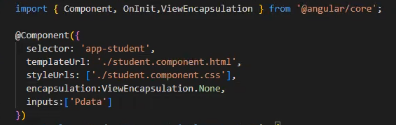 import { Component, OnInit,ViewEncapsulation } from '@angular/core';
@Component({
selector: 'app-student',
templateUrl: './student.component.html',
styleUrls: ['./student.component.css'],
encapsulation:ViewEncapsulation.None,
inputs:['Pdata']
})